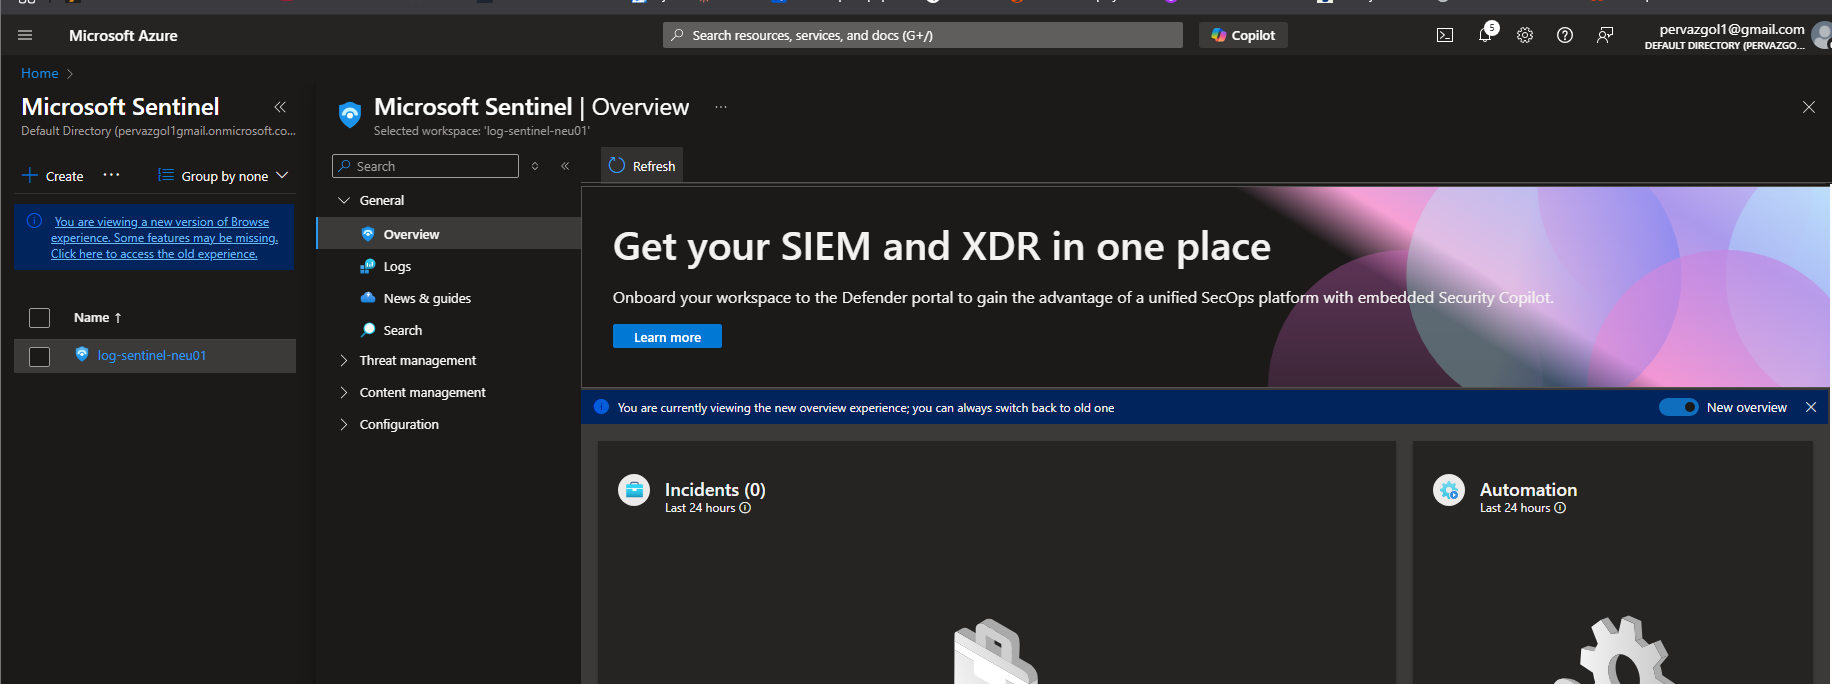 Microsoft Azure
Search resources, services, and docs (G+/)
Copilot
5
pervazgol1@gmail.com
DEFAULT DIRECTORY (PERVAZGO...
Home
Microsoft Sentinel
Default Directory (pervazgol1gmail.onmicrosoft.co...
Create
Group by none
You are viewing a new version of Browse
experience. Some features may be missing.
Click here to access the old experience.
Name ↑
log-sentinel-neu01
Microsoft Sentinel | Overview
Selected workspace: 'log-sentinel-neu01'
Search
General
Overview
Logs
News & guides
Search
Threat management
Content management
Configuration
Refresh
Get your SIEM and XDR in one place
Onboard your workspace to the Defender portal to gain the advantage of a unified SecOps platform with embedded Security Copilot.
Learn more
You are currently viewing the new overview experience; you can always switch back to old one
New overview
Incidents (0)
Last 24 hours
Automation
Last 24 hours